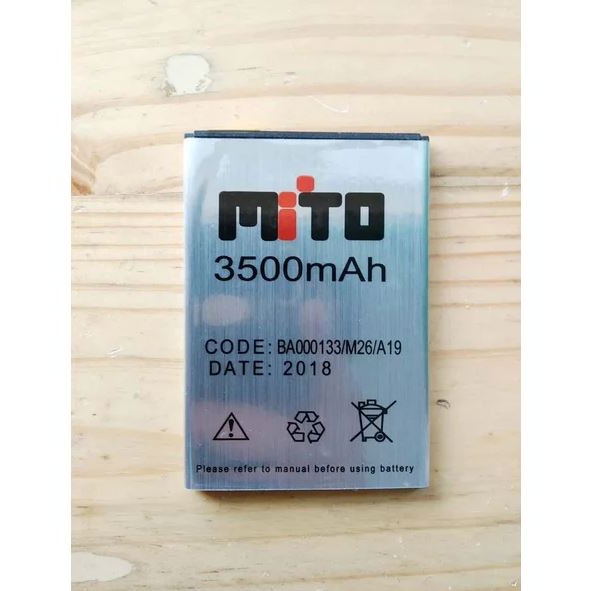 MiTO
3500mAh
CODE: BA000133/M26/A19
DATE: 2018
Please refer to manual before using battery